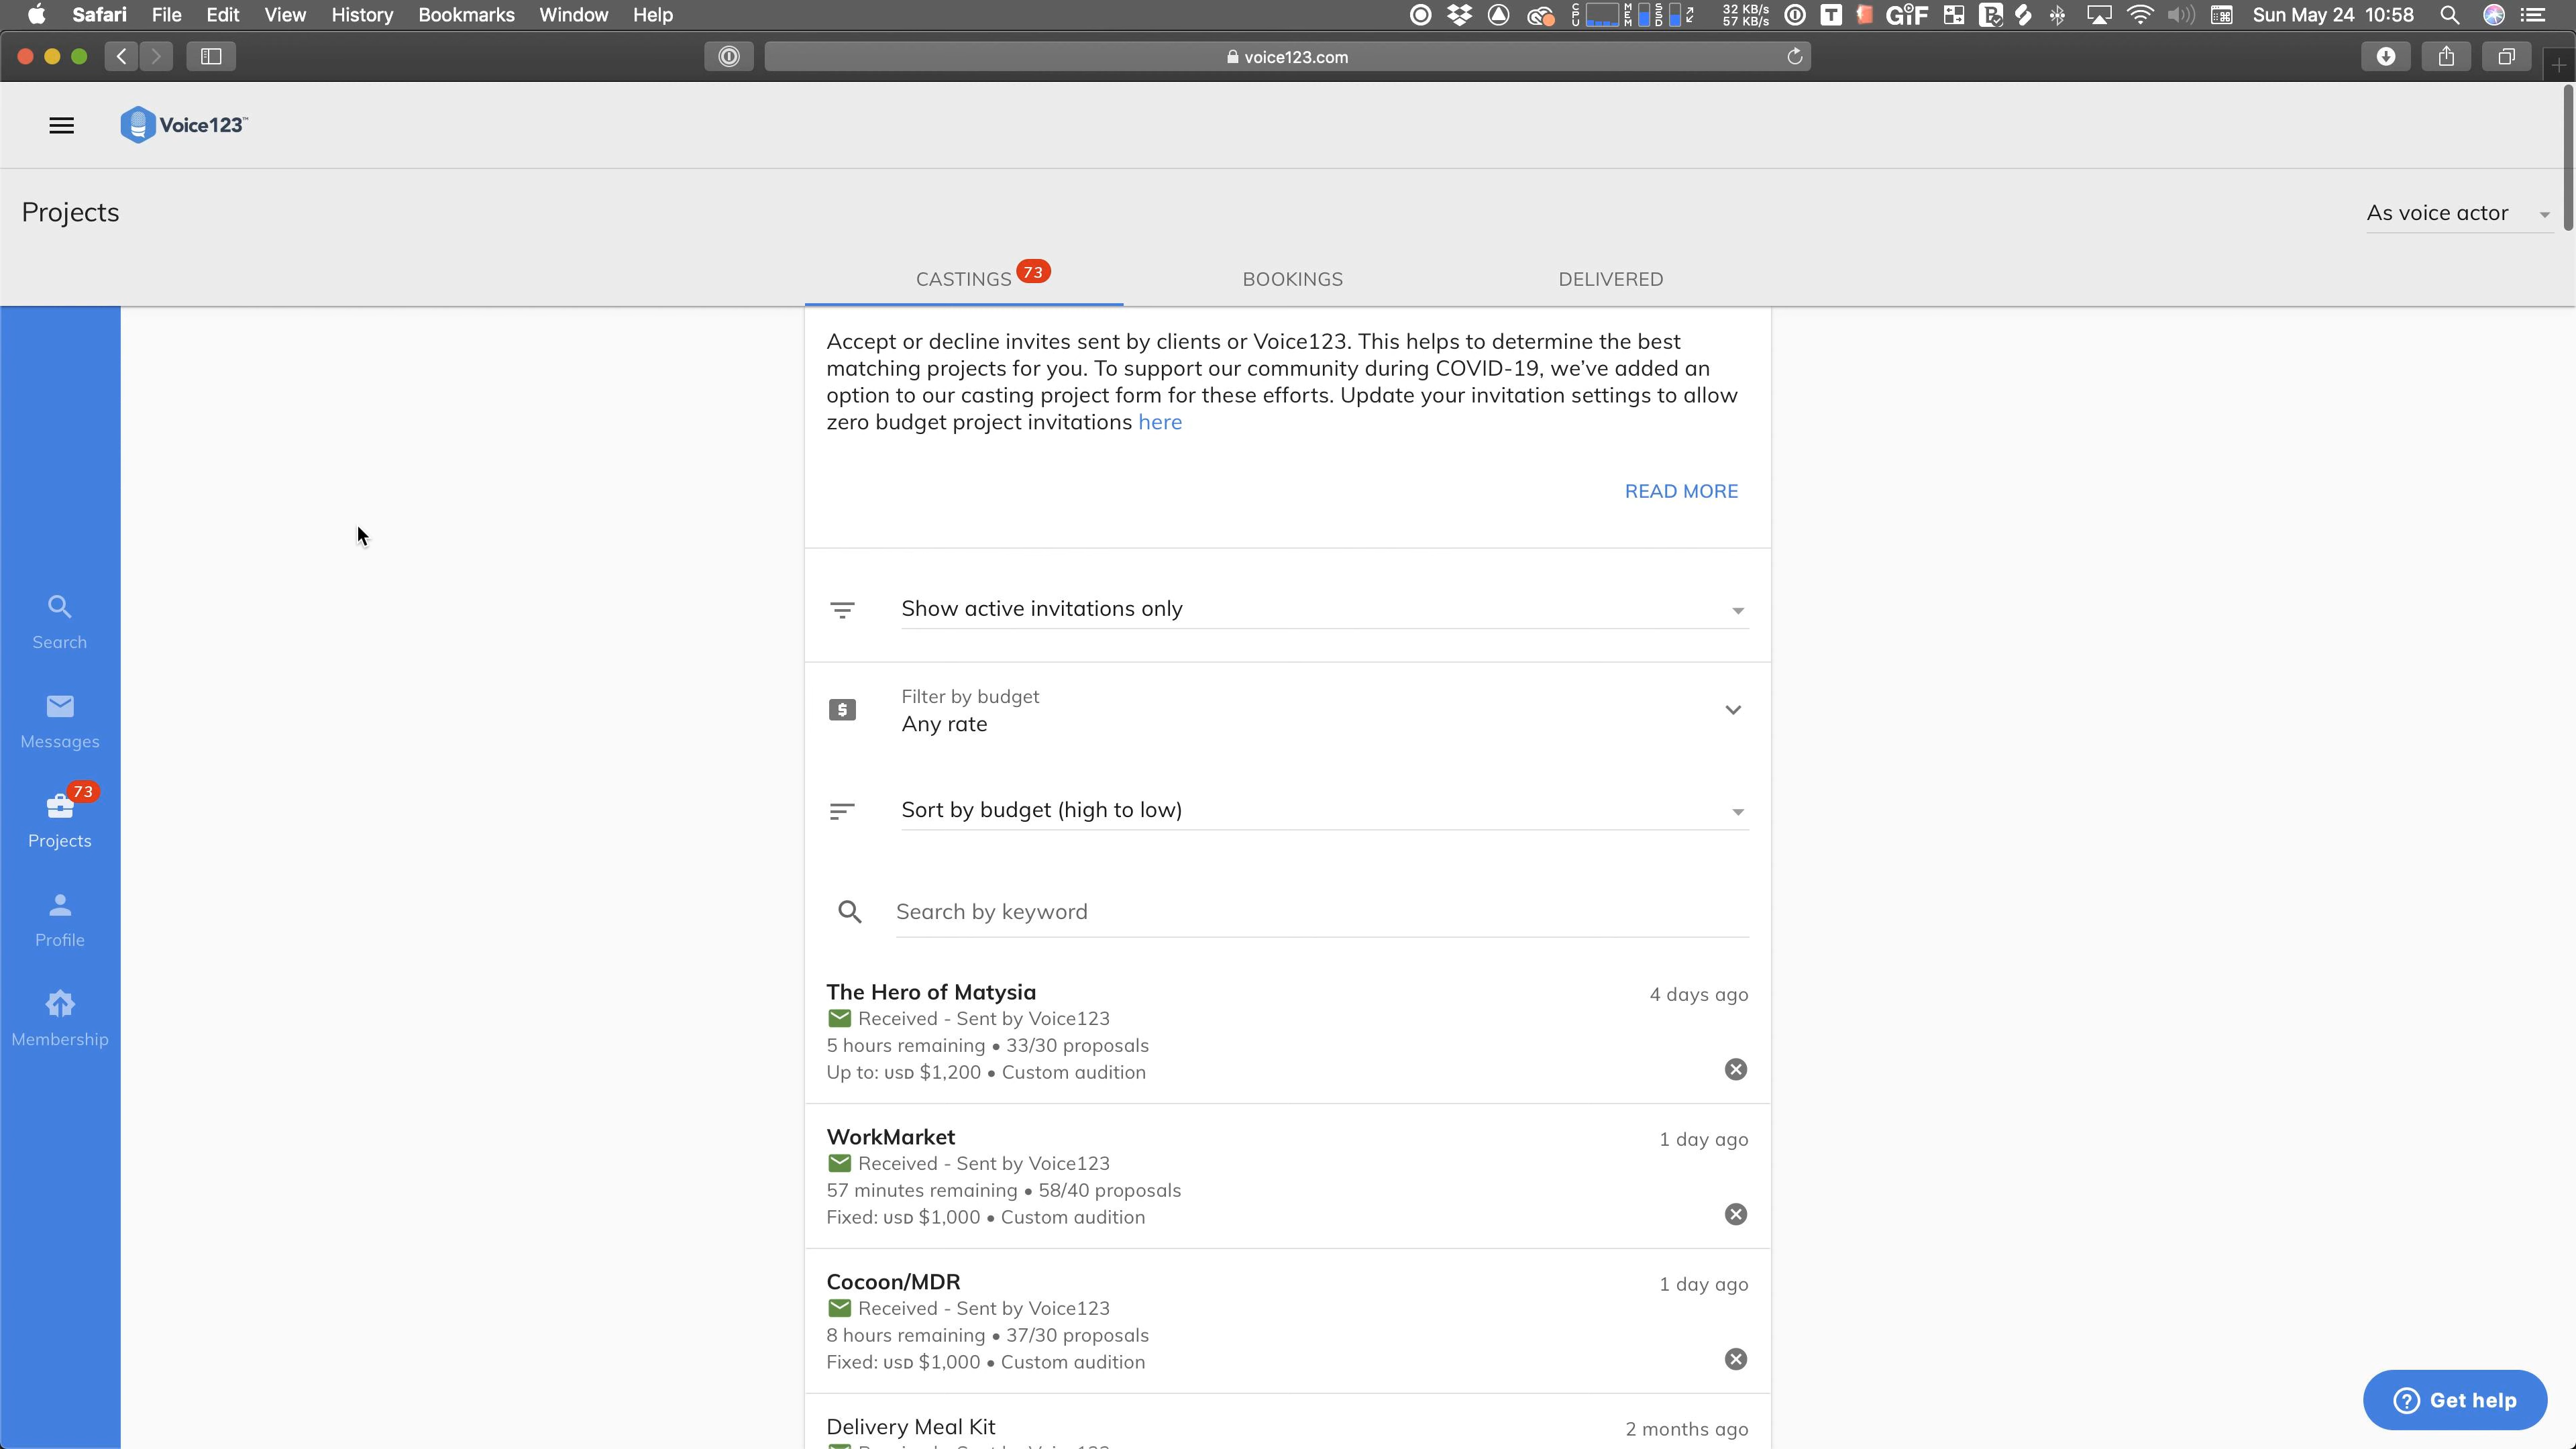 Safari File Edit View History Bookmarks Window Help
32 KB/s
57 KB/s
Sun May 24 10:58
voice123.com
Voice123™
Projects
As voice actor
CASTINGS 73
BOOKINGS
DELIVERED
Accept or decline invites sent by clients or Voice123. This helps to determine the best
matching projects for you. To support our community during COVID-19, we’ve added an
option to our casting project form for these efforts. Update your invitation settings to allow
zero budget project invitations here
READ MORE
Show active invitations only
Filter by budget
Any rate
Sort by budget (high to low)
Search by keyword
Search
Messages
73
Projects
Profile
Membership
The Hero of Matysia
4 days ago
Received - Sent by Voice123
5 hours remaining • 33/30 proposals
Up to: USD $1,200 • Custom audition
WorkMarket
1 day ago
Received - Sent by Voice123
57 minutes remaining • 58/40 proposals
Fixed: USD $1,000 • Custom audition
Cocoon/MDR
1 day ago
Received - Sent by Voice123
8 hours remaining • 37/30 proposals
Fixed: USD $1,000 • Custom audition
Delivery Meal Kit
2 months ago
Get help